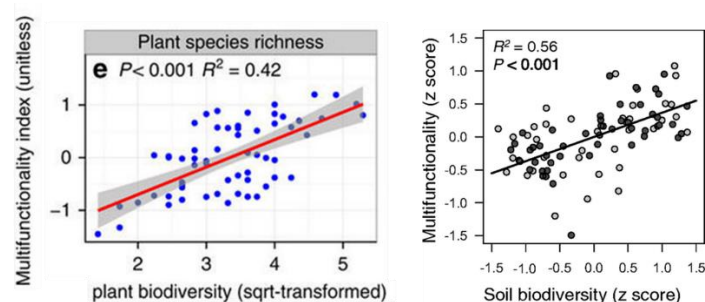 Plant species richness
e P< 0.001 R² = 0.42
Multifunctionality index (unitless)
1
0
−1
2 3 4 5
plant biodiversity (sqrt-transformed)
R² = 0.56
P < 0.001
Multifunctionality (z score)
1.5
1.0
0.5
0.0
-0.5
-1.0
-1.5
-1.5 -1.0 -0.5 0.0 0.5 1.0 1.5
Soil biodiversity (z score)